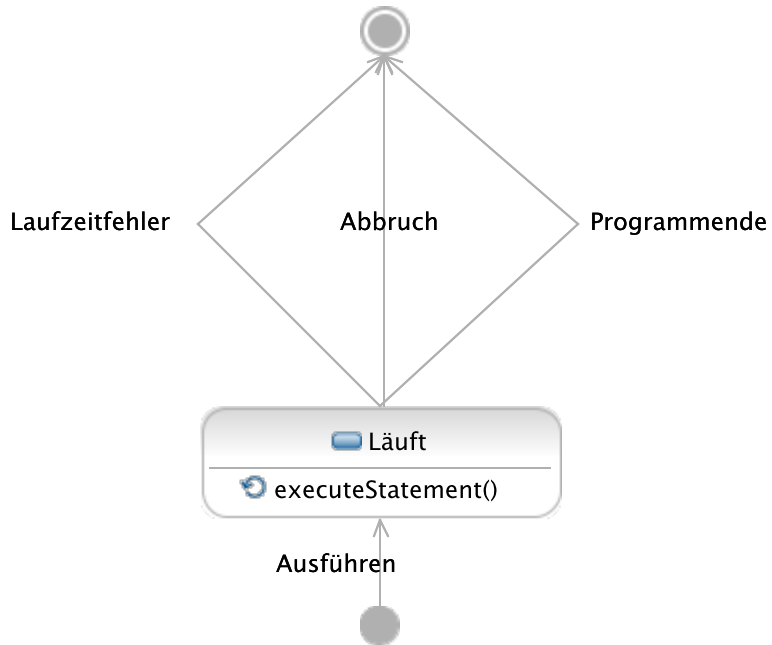 Laufzeitfehler
Abbruch
Programmende
Läuft
executeStatement()
Ausführen